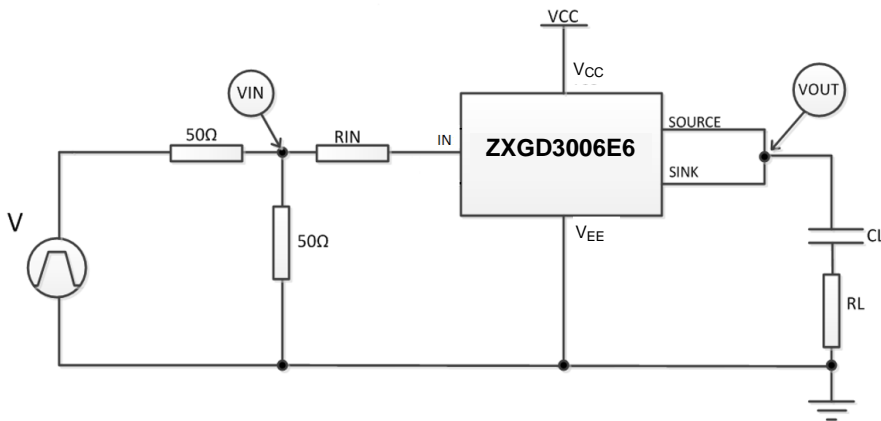 VCC
VCC
VIN
VOUT
50Ω
RIN
IN
ZXGD3006E6
SOURCE
SINK
V
50Ω
VEE
CL
RL